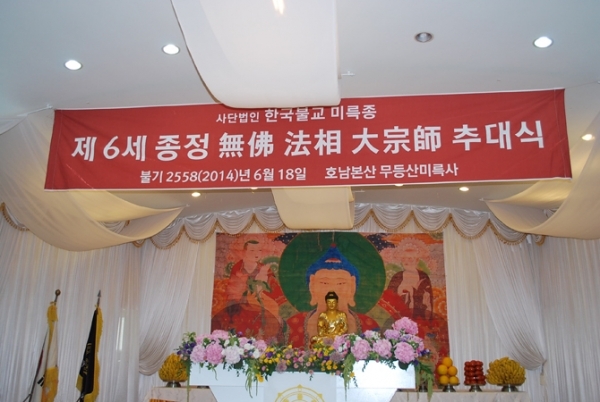 사단법인 한국불교 미륵종
제 6세 종정 無佛 法相 大宗師 추대식
불기 2558(2014)년 6월 18일 호남본산 무등산미륵사